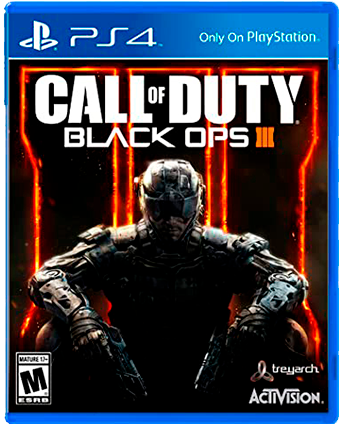 PS4
Only On PlayStation®
CALL OF DUTY®
BLACK OPS III
MATURE 17+
M
ESRB
treyarch
ACTIVISION®